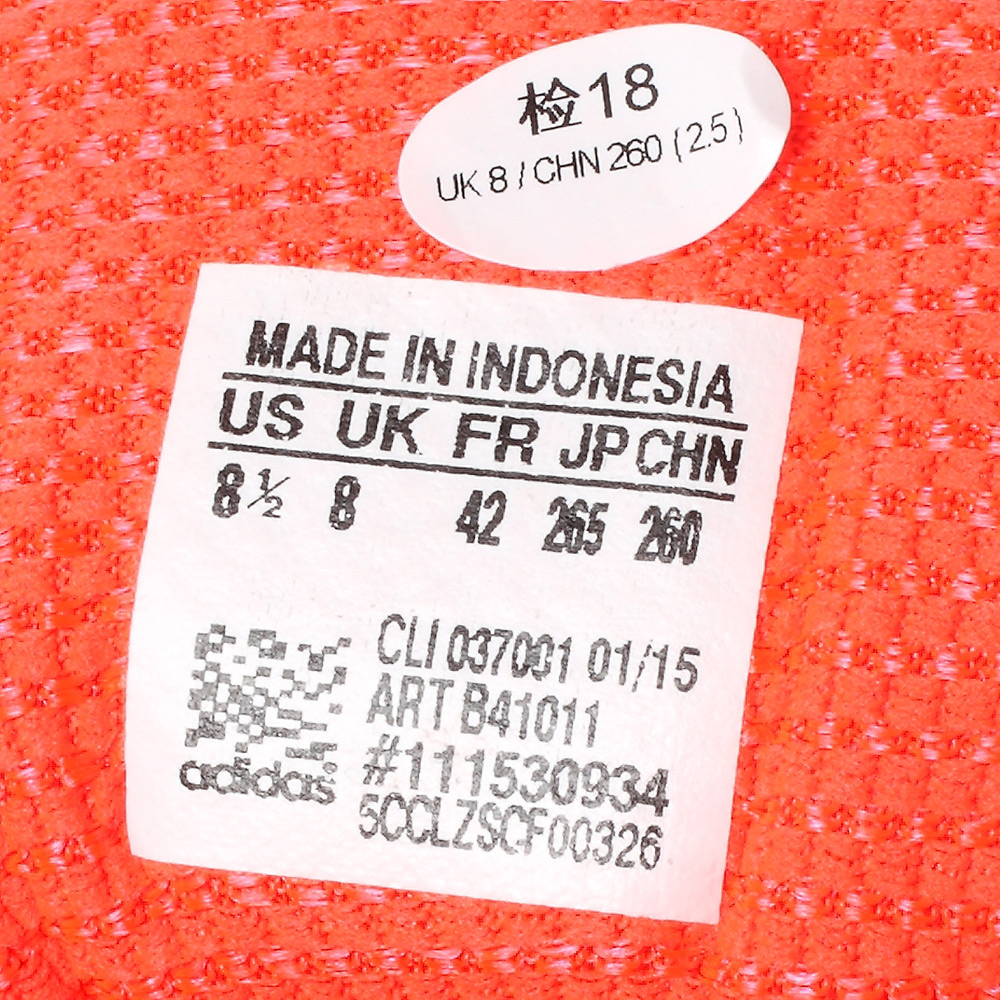 检18
UK 8 / CHN 260 (2.5)
MADE IN INDONESIA
US UK FR JP CHN
8½ 8 42 265 260
CLI 037001 01/15
ART B41011
#111530934
adidas
5CCLZSCF00326